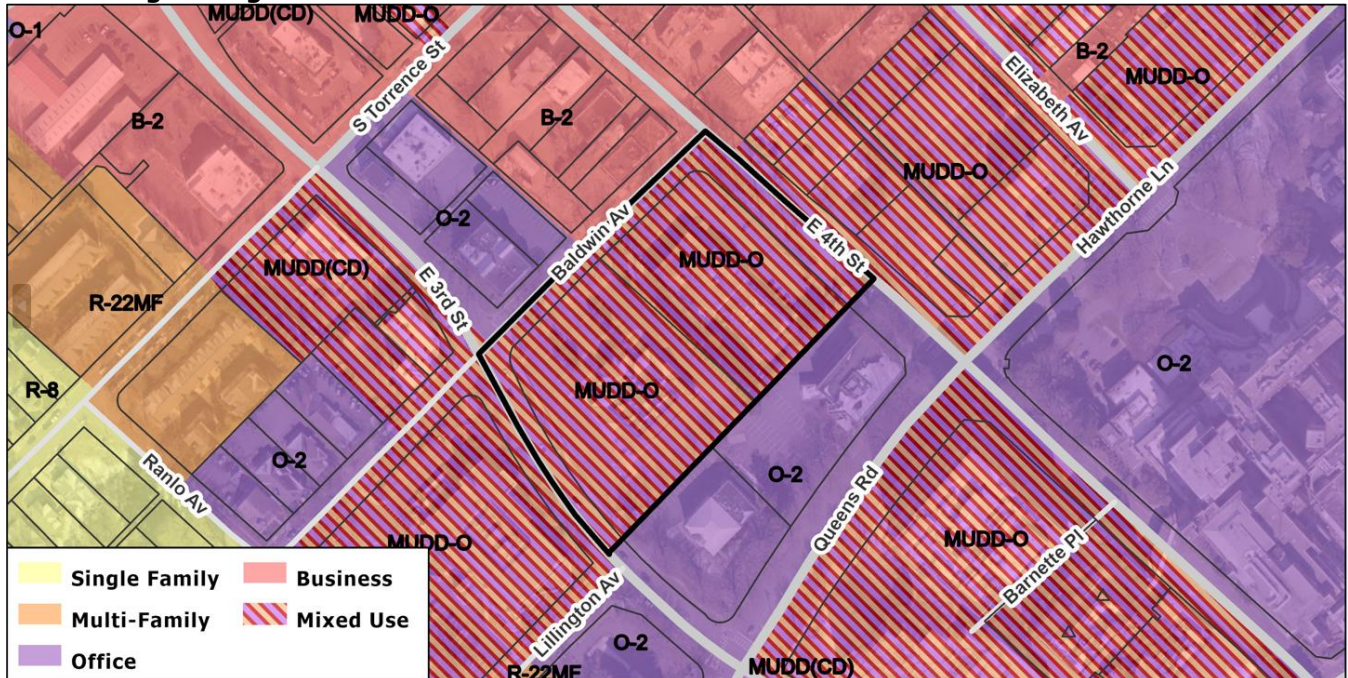 MUDD(CD)
MUDD-O
O-1
B-2
S Torrence St
B-2
B-2
MUDD-O
Elizabeth Av
MUDD-O
Hawthorne Ln
O-2
Baldwin Av
E 4th St
MUDD-O
MUDD(CD)
E 3rd St
R-22MF
R-8
MUDD-O
O-2
O-2
Ranlo Av
O-2
Queens Rd
MUDD-O
MUDD-O
Barnette Pl
Lillington Av
O-2
R-22MF
MUDD(CD)
Single Family
Business
Multi-Family
Mixed Use
Office